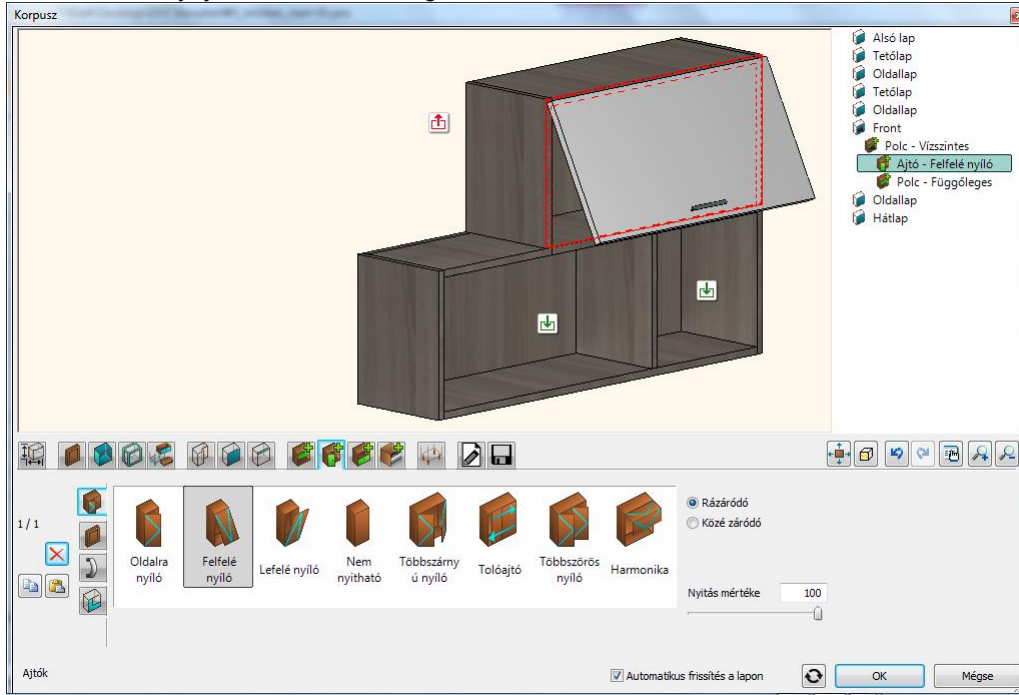 Korpusz
Alsó lap
Tetőlap
Oldallap
Tetőlap
Oldallap
Front
Polc - Vízszintes
Ajtó - Felfelé nyíló
Polc - Függőleges
Oldallap
Hátlap
1 / 1
Oldalra
nyíló
Felfelé
nyíló
Lefelé nyíló
Nem
nyitható
Többszárny
ú nyíló
Tolóajtó
Többszörös
nyíló
Harmonika
Rázáródó
Közé záródó
Nyitás mértéke 100
Ajtók
Automatikus frissítés a lapon
OK
Mégse